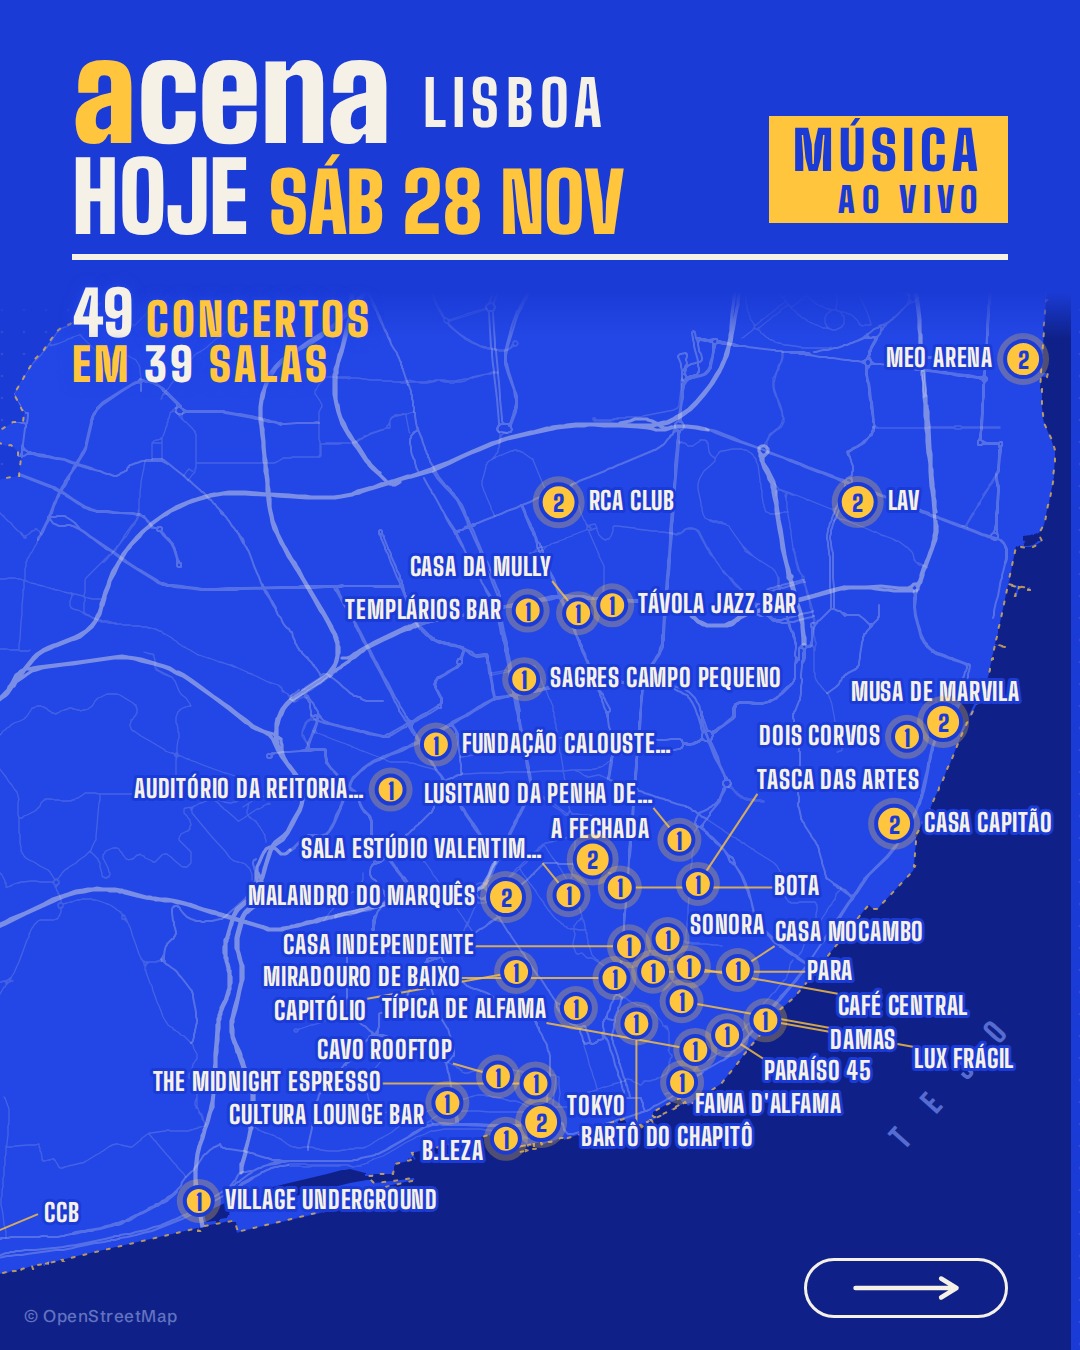 acena LISBOA
HOJE SÁB 28 NOV
MÚSICA
AO VIVO
49 CONCERTOS
EM 39 SALAS
MEO ARENA 2
2 RCA CLUB
2 LAV
CASA DA MULLY
TEMPLÁRIOS BAR 1
1
1 TÁVOLA JAZZ BAR
1 SAGRES CAMPO PEQUENO
MUSA DE MARVILA
2
DOIS CORVOS 1
1 FUNDAÇÃO CALOUSTE...
TASCA DAS ARTES
AUDITÓRIO DA REITORIA... 1
LUSITANO DA PENHA DE...
1
2 CASA CAPITÃO
A FECHADA
2
SALA ESTÚDIO VALENTIM...
1
1
1
BOTA
MALANDRO DO MARQUÊS 2
SONORA
CASA MOCAMBO
CASA INDEPENDENTE
1
1
MIRADOURO DE BAIXO
1
1
1
1
1
PARA
CAPITÓLIO
TÍPICA DE ALFAMA 1
1
CAFÉ CENTRAL
1
1
1
DAMAS
LUX FRÁGIL
CAVO ROOFTOP
1
PARAÍSO 45
THE MIDNIGHT ESPRESSO
1
1
1
FAMA D'ALFAMA
CULTURA LOUNGE BAR 1
TOKYO
2
BARTÔ DO CHAPITÔ
B.LEZA 1
1 VILLAGE UNDERGROUND
CCB
T E J O
© OpenStreetMap